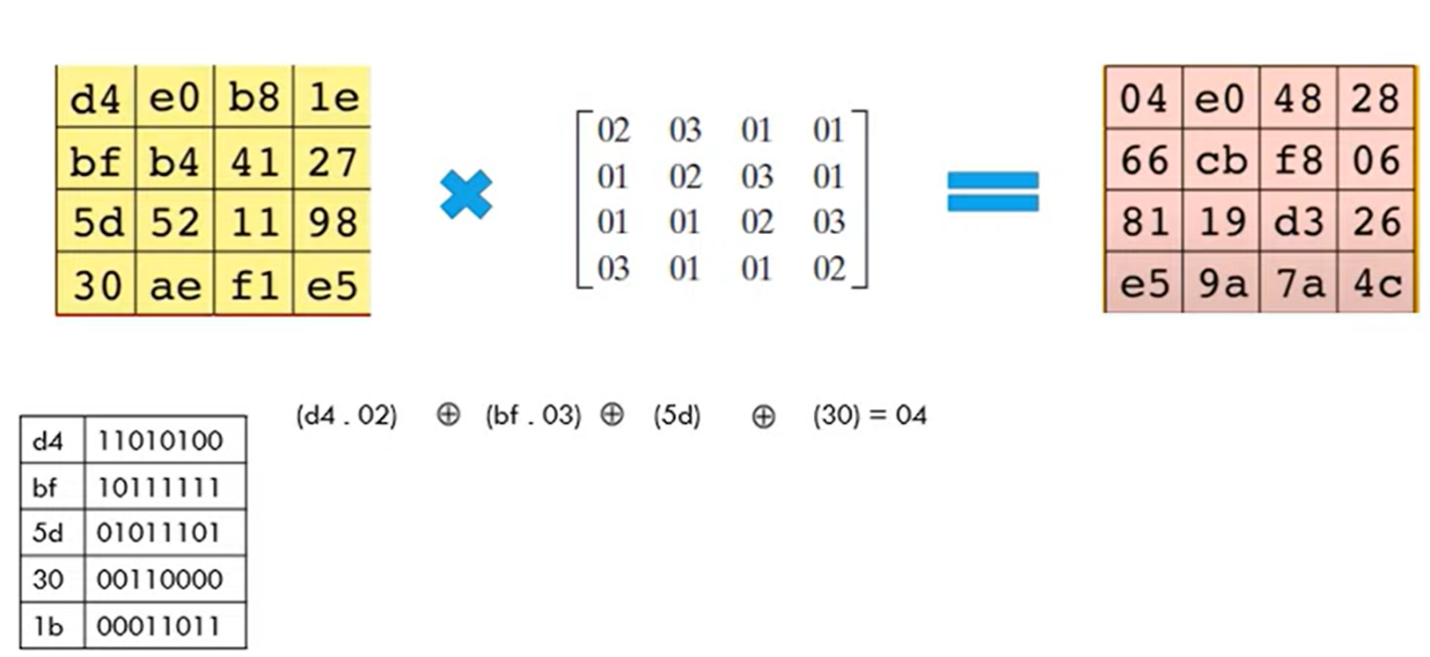 d4 e0 b8 1e
bf b4 41 27
5d 52 11 98
30 ae f1 e5
02 03 01 01
01 02 03 01
01 01 02 03
03 01 01 02
04 e0 48 28
66 cb f8 06
81 19 d3 26
e5 9a 7a 4c
(d4 . 02) ⊕ (bf . 03) ⊕ (5d) ⊕ (30) = 04
d4 11010100
bf 10111111
5d 01011101
30 00110000
1b 00011011